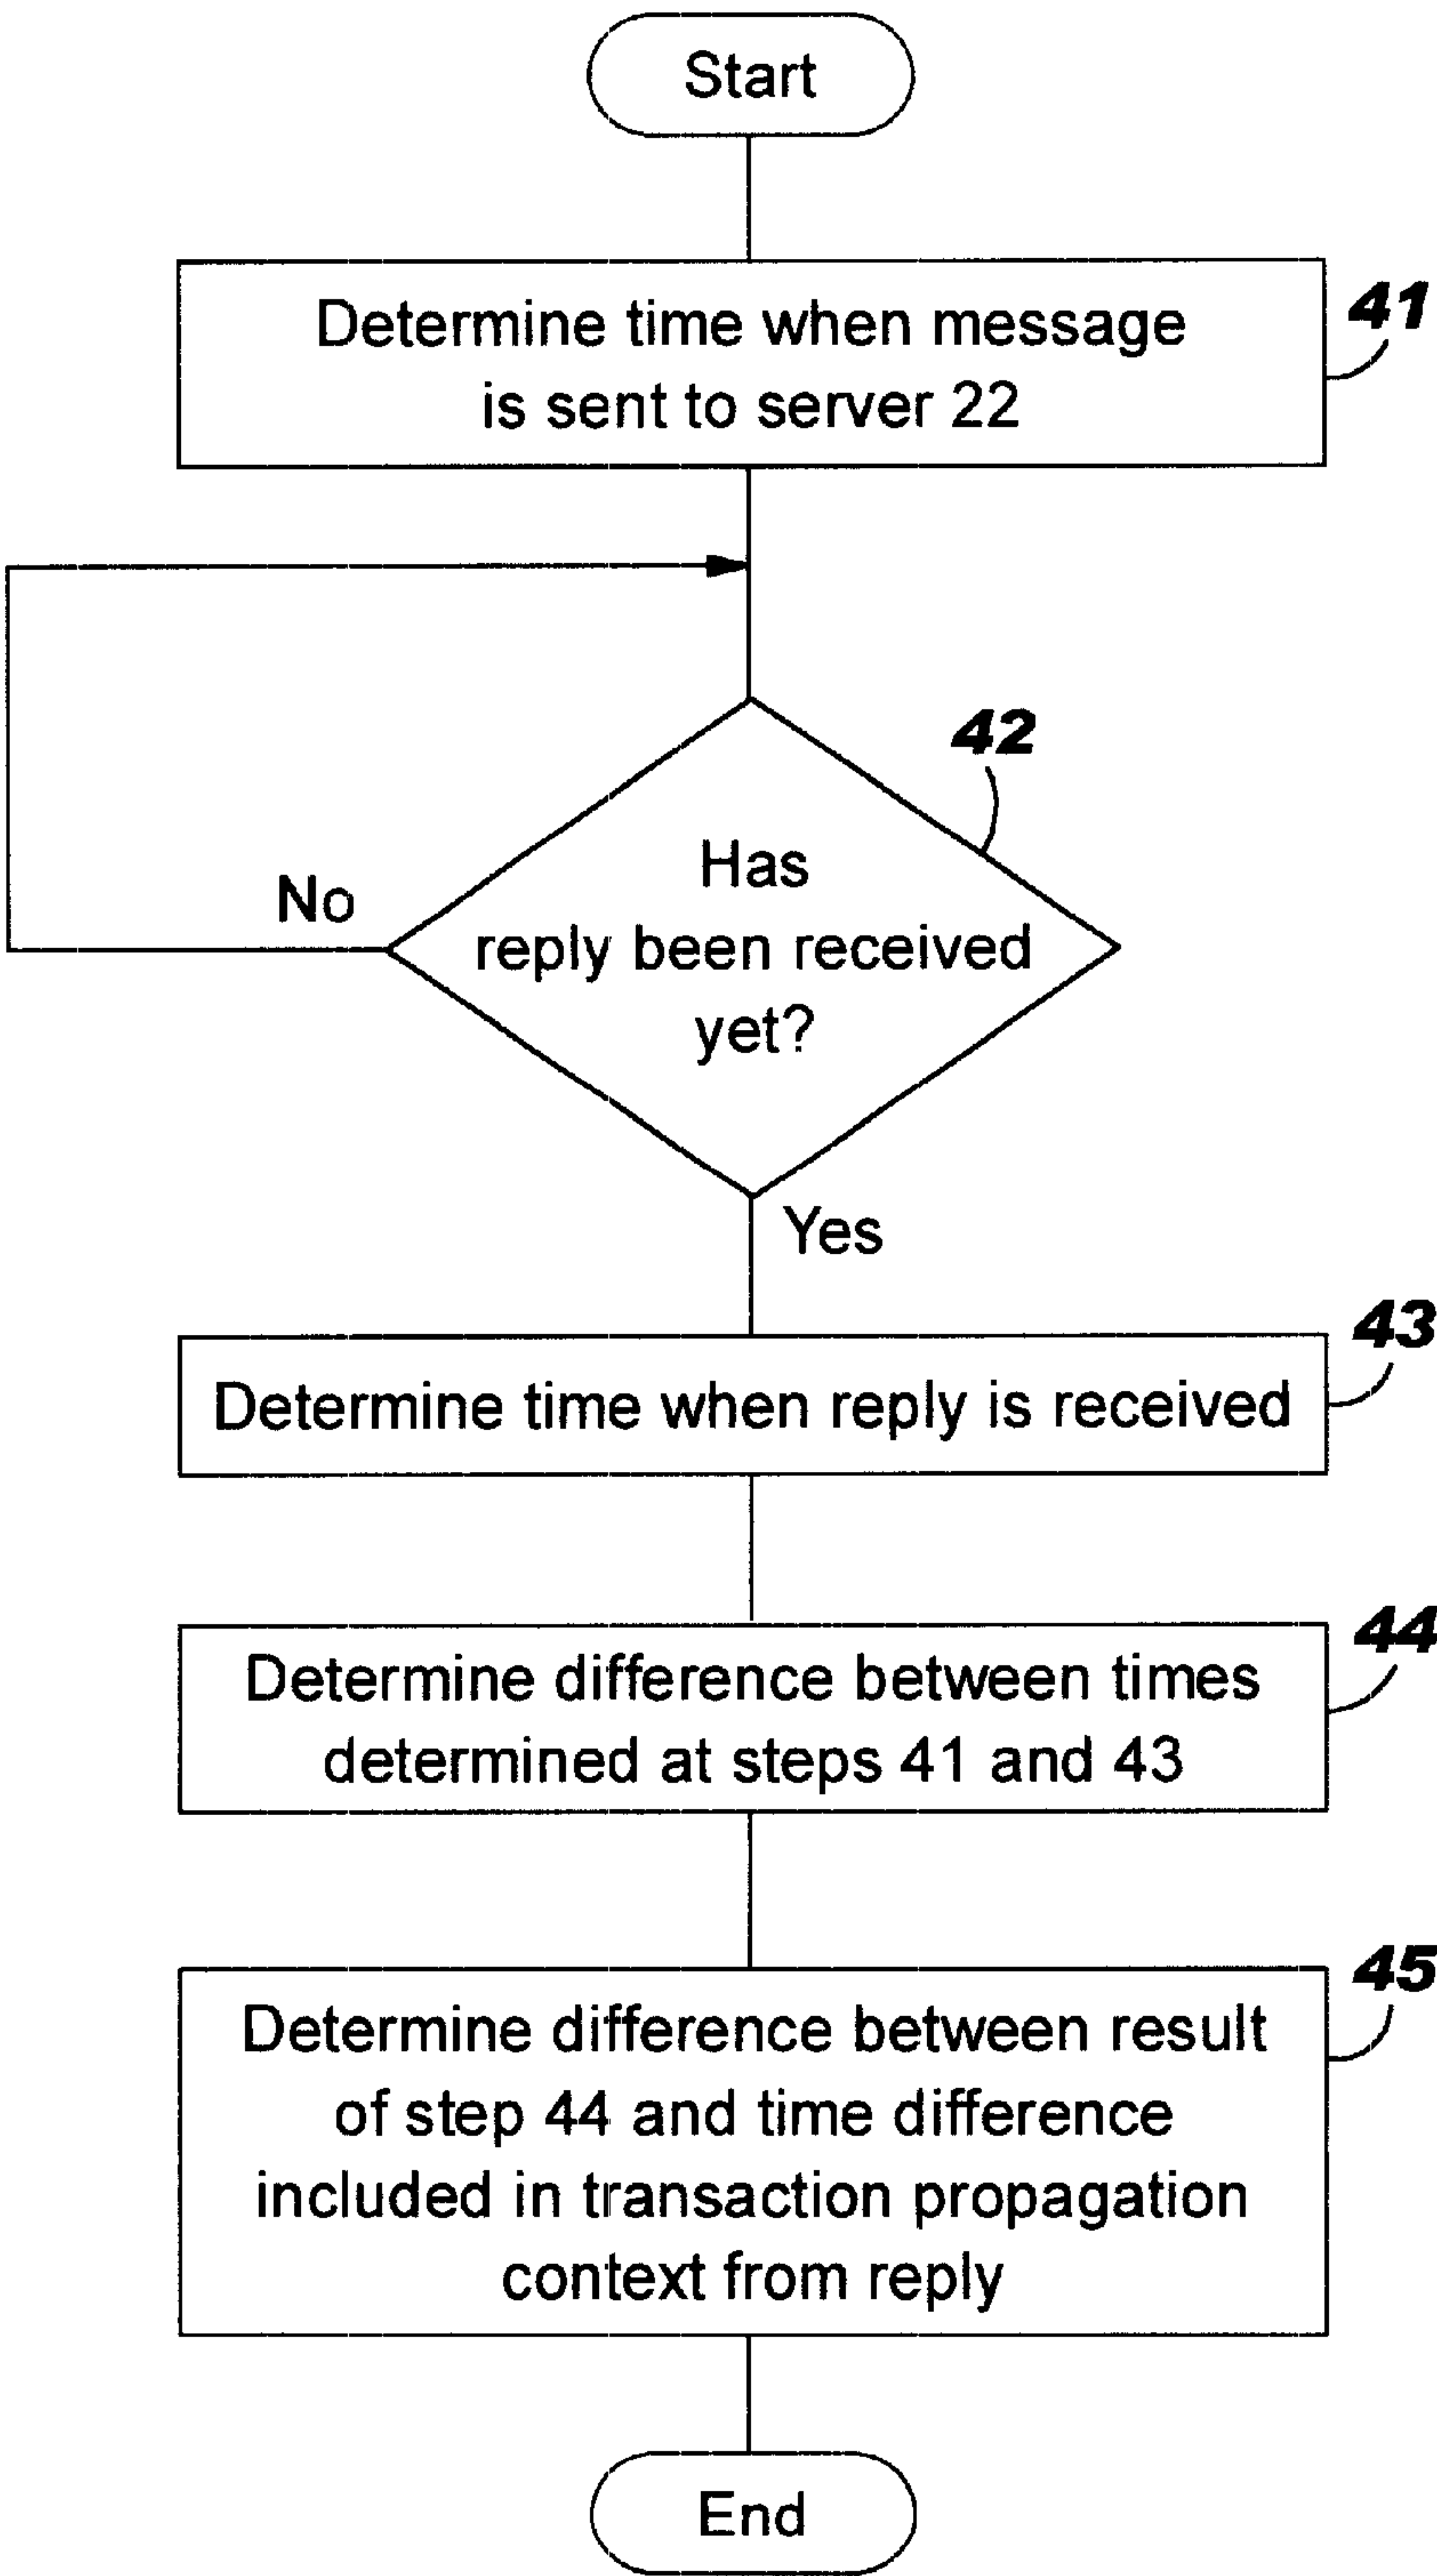 Start
Determine time when message
is sent to server 22
41
42
Has
reply been received
yet?
No
Yes
43
Determine time when reply is received
44
Determine difference between times
determined at steps 41 and 43
45
Determine difference between result
of step 44 and time difference
included in transaction propagation
context from reply
End